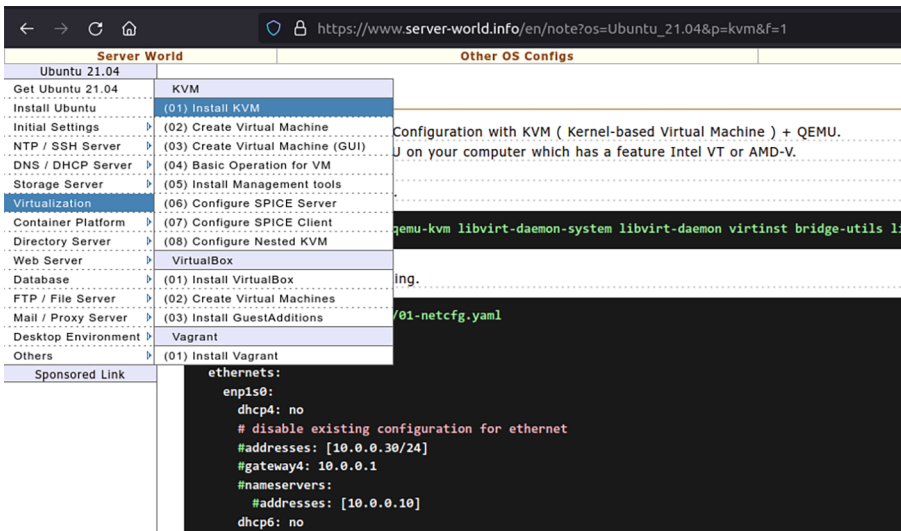 https://www.server-world.info/en/note?os=Ubuntu_21.04&p=kvm&f=1
Server World
Other OS Configs
Ubuntu 21.04
Get Ubuntu 21.04
Install Ubuntu
Initial Settings
NTP / SSH Server
DNS / DHCP Server
Storage Server
Virtualization
Container Platform
Directory Server
Web Server
Database
FTP / File Server
Mail / Proxy Server
Desktop Environment
Others
Sponsored Link
KVM
(01) Install KVM
(02) Create Virtual Machine
(03) Create Virtual Machine (GUI)
(04) Basic Operation for VM
(05) Install Management tools
(06) Configure SPICE Server
(07) Configure SPICE Client
(08) Configure Nested KVM
VirtualBox
(01) Install VirtualBox
(02) Create Virtual Machines
(03) Install GuestAdditions
Vagrant
(01) Install Vagrant
Configuration with KVM ( Kernel-based Virtual Machine ) + QEMU.
U on your computer which has a feature Intel VT or AMD-V.
.
qemu-kvm libvirt-daemon-system libvirt-daemon virtinst bridge-utils
ing.
/01-netcfg.yaml
ethernets:
enp1s0:
dhcp4: no
# disable existing configuration for ethernet
#addresses: [10.0.0.30/24]
#gateway4: 10.0.0.1
#nameservers:
#addresses: [10.0.0.10]
dhcp6: no